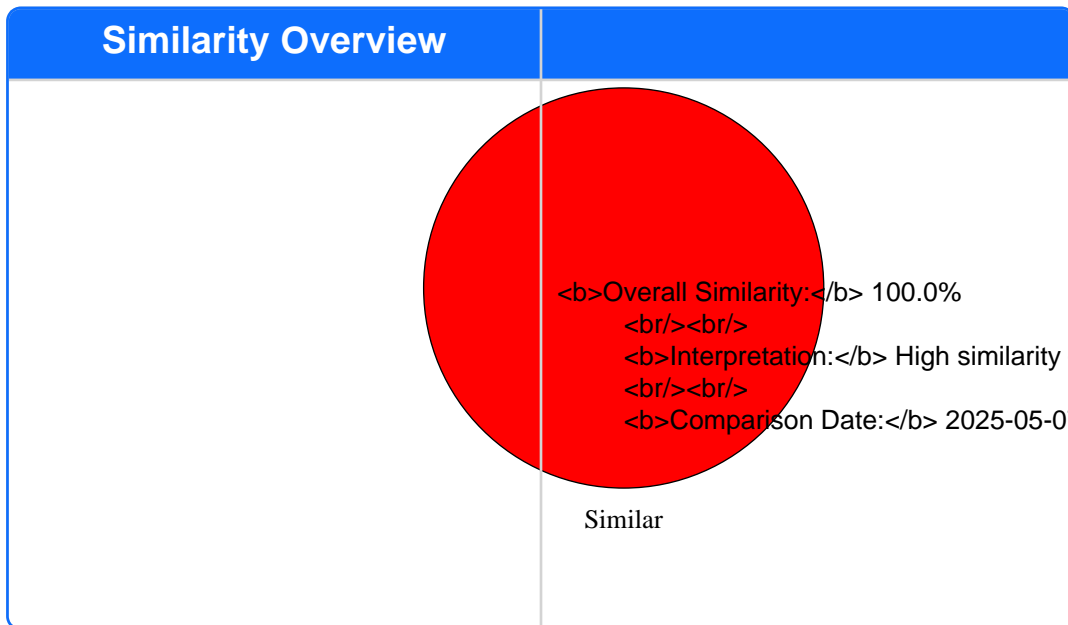 Similarity Overview
<b>Overall Similarity:</b> 100.0%
<br/><br/>
<b>Interpretation:</b> High similarity
<br/><br/>
<b>Comparison Date:</b> 2025-05-0
Similar